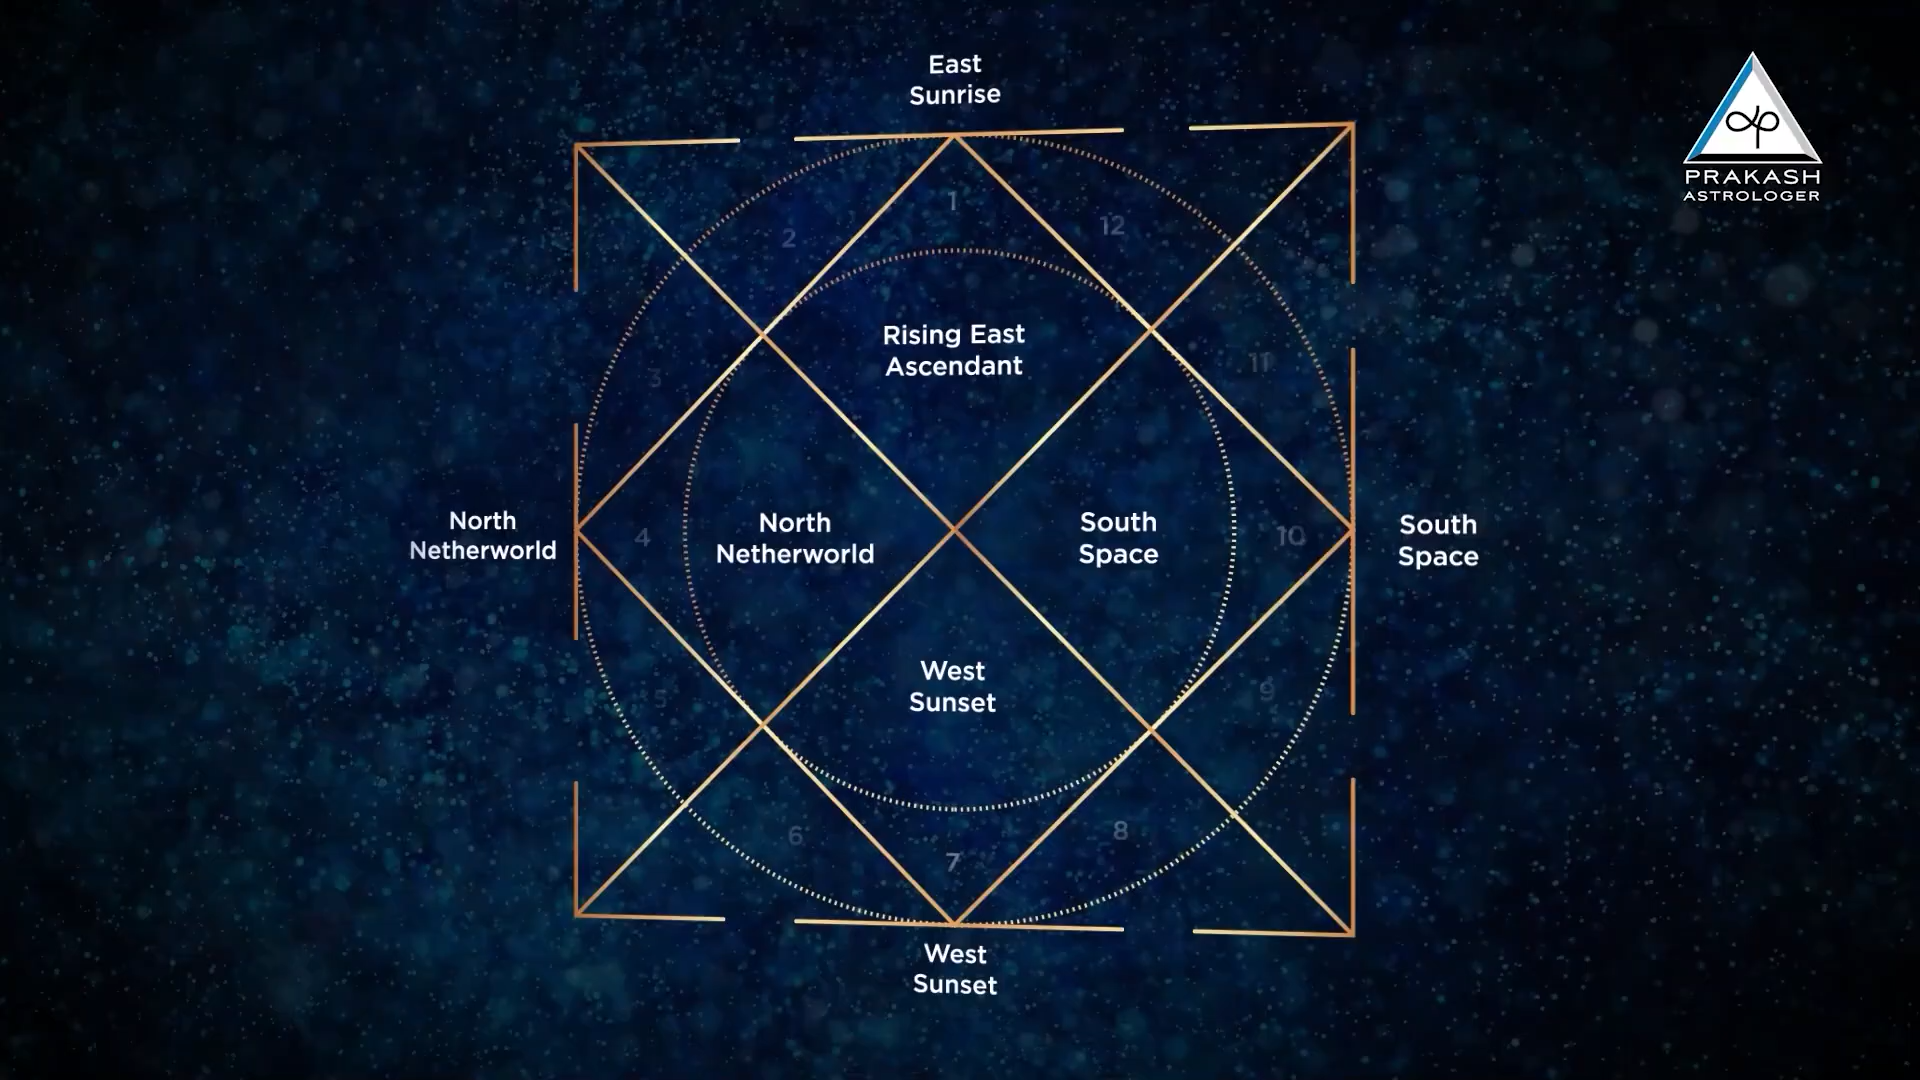 East
Sunrise
PRAKASH
ASTROLOGER
1
2
12
Rising East
Ascendant
3
11
North
Netherworld
4
North
Netherworld
South
Space
10
South
Space
West
Sunset
5
9
6
8
7
West
Sunset